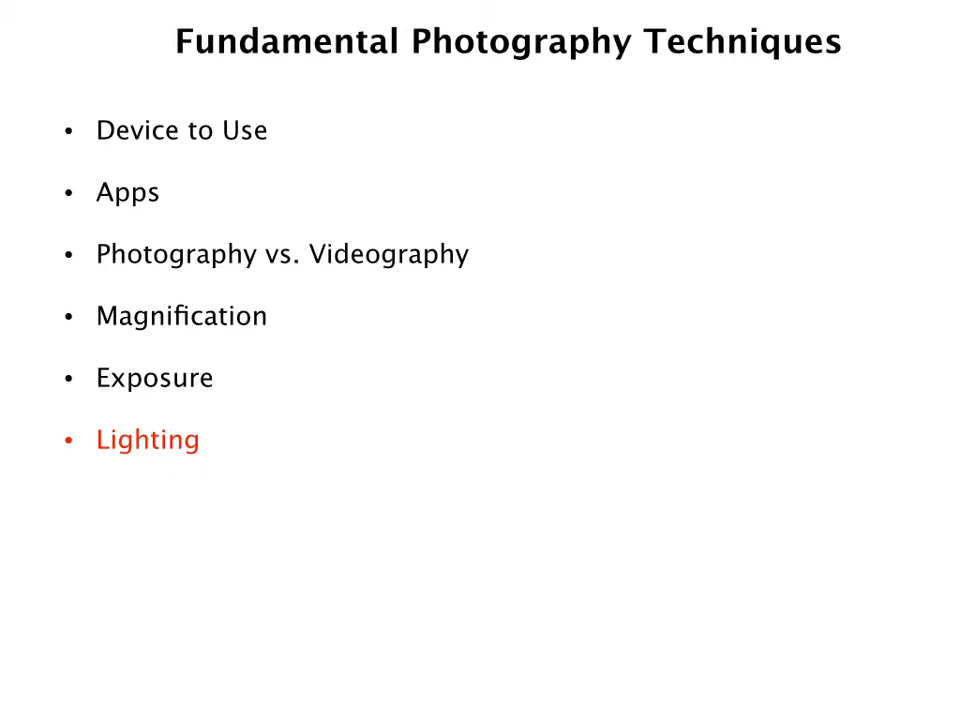 Fundamental Photography Techniques
• Device to Use
• Apps
• Photography vs. Videography
• Magnification
• Exposure
• Lighting